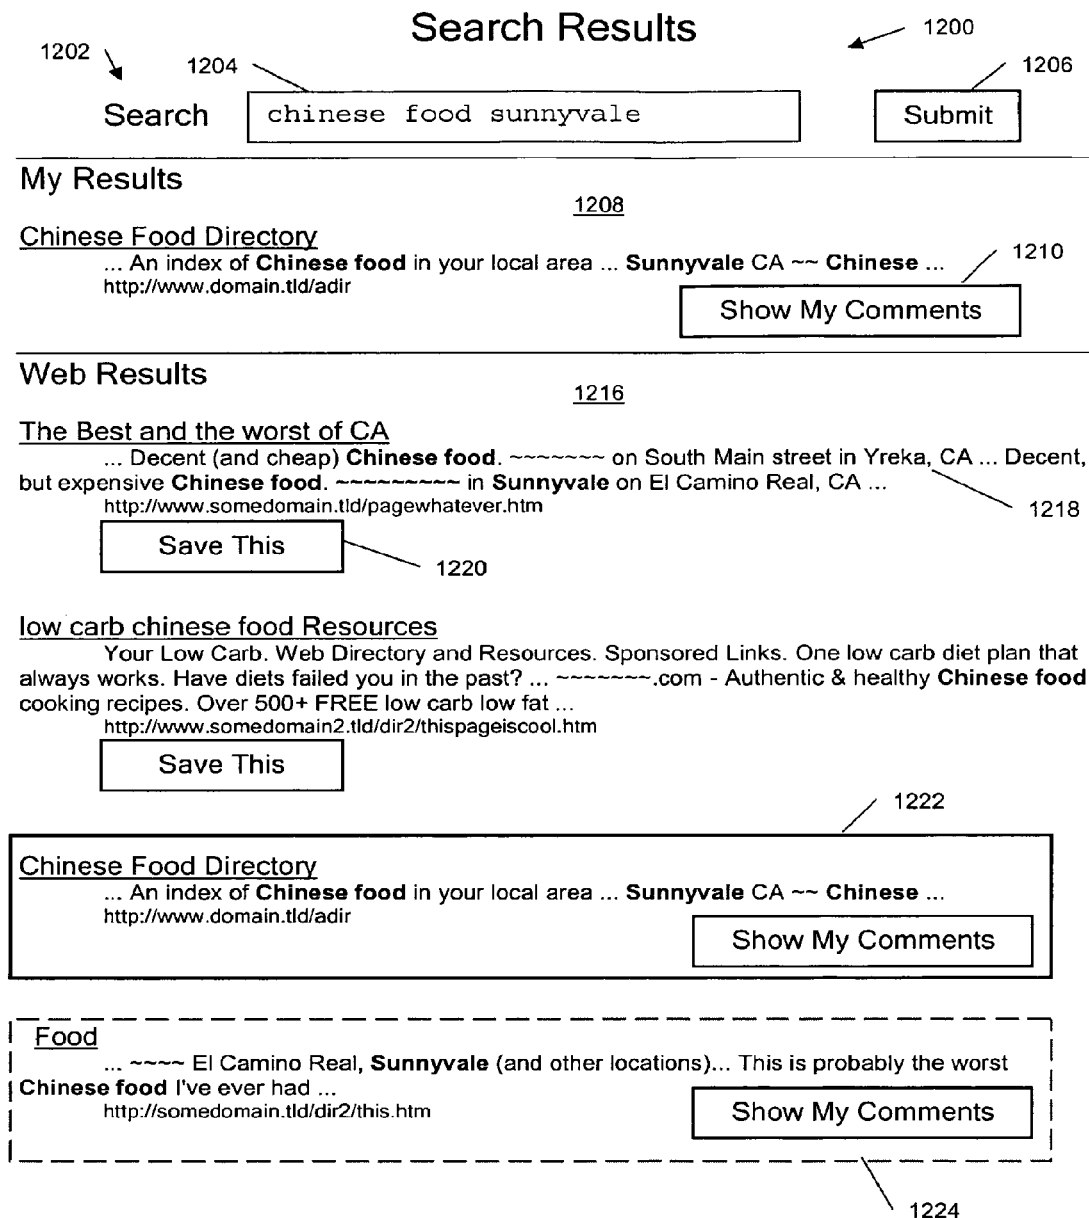 Search Results
1200
1202
1204
1206
Search
chinese food sunnyvale
Submit
My Results
1208
Chinese Food Directory
... An index of Chinese food in your local area ... Sunnyvale CA ~~ Chinese ...
1210
http://www.domain.tld/adir
Show My Comments
Web Results
1216
The Best and the worst of CA
... Decent (and cheap) Chinese food. ~~~~~~~ on South Main street in Yreka, CA ... Decent,
but expensive Chinese food. ~~~~~~~~~ in Sunnyvale on El Camino Real, CA ...
http://www.somedomain.tld/pagewhatever.htm
1218
Save This
1220
low carb chinese food Resources
Your Low Carb. Web Directory and Resources. Sponsored Links. One low carb diet plan that
always works. Have diets failed you in the past? ... ~~~~~~~.com - Authentic & healthy Chinese food
cooking recipes. Over 500+ FREE low carb low fat ...
http://www.somedomain2.tld/dir2/thispageiscool.htm
Save This
1222
Chinese Food Directory
... An index of Chinese food in your local area ... Sunnyvale CA ~~ Chinese ...
http://www.domain.tld/adir
Show My Comments
Food
... ~~~~ El Camino Real, Sunnyvale (and other locations)... This is probably the worst
Chinese food I've ever had ...
http://somedomain.tld/dir2/this.htm
Show My Comments
1224